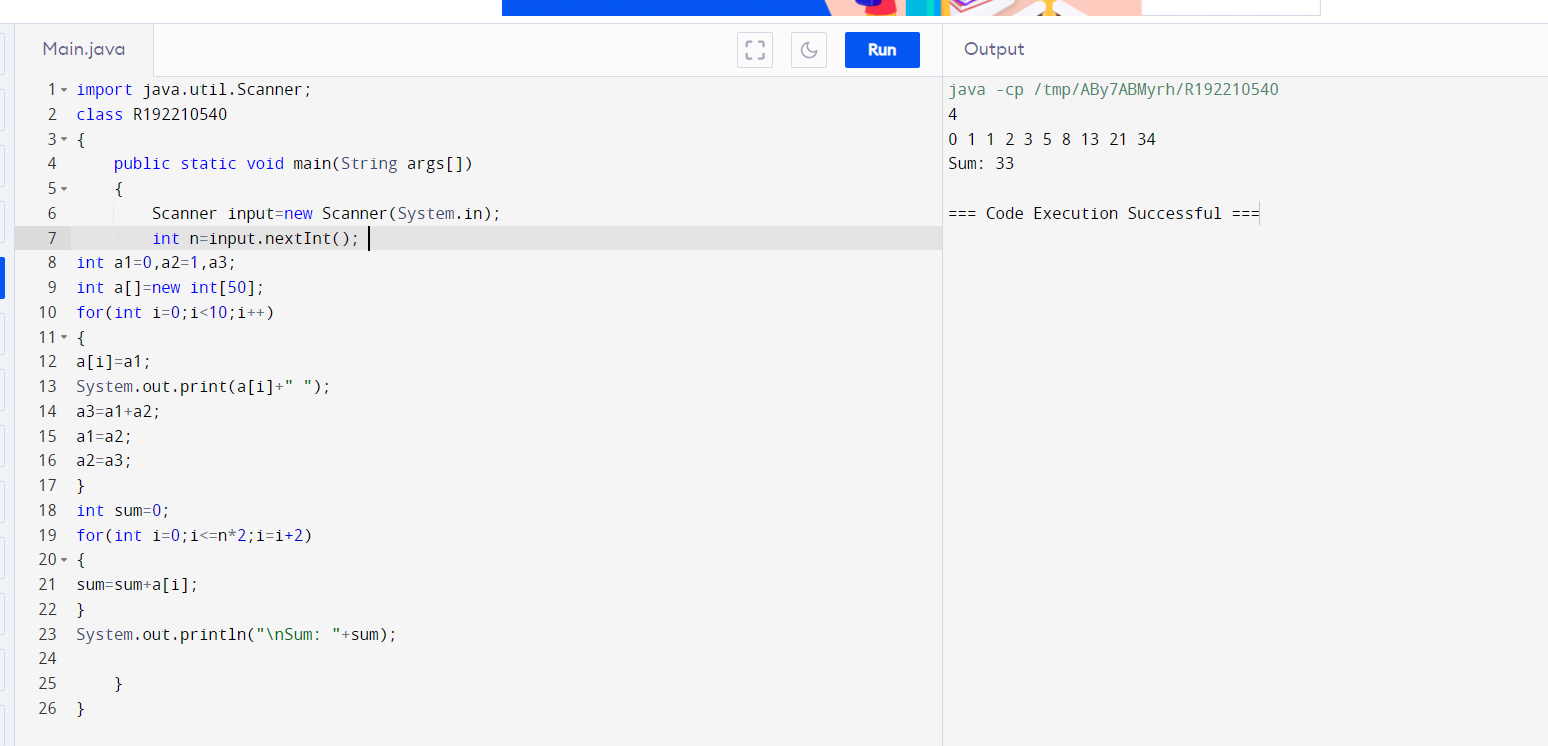 Main.java
Run
Output
1 import java.util.Scanner;
2 class R192210540
3 {
4 public static void main(String args[])
5 {
6 Scanner input=new Scanner(System.in);
7 int n=input.nextInt();
8 int a1=0,a2=1,a3;
9 int a[]=new int[50];
10 for(int i=0;i<10;i++)
11 {
12 a[i]=a1;
13 System.out.print(a[i]+" ");
14 a3=a1+a2;
15 a1=a2;
16 a2=a3;
17 }
18 int sum=0;
19 for(int i=0;i<=n*2;i=i+2)
20 {
21 sum=sum+a[i];
22 }
23 System.out.println("\nSum: "+sum);
24
25 }
26 }
java -cp /tmp/ABy7ABMyrh/R192210540
4
0 1 1 2 3 5 8 13 21 34
Sum: 33
=== Code Execution Successful ===